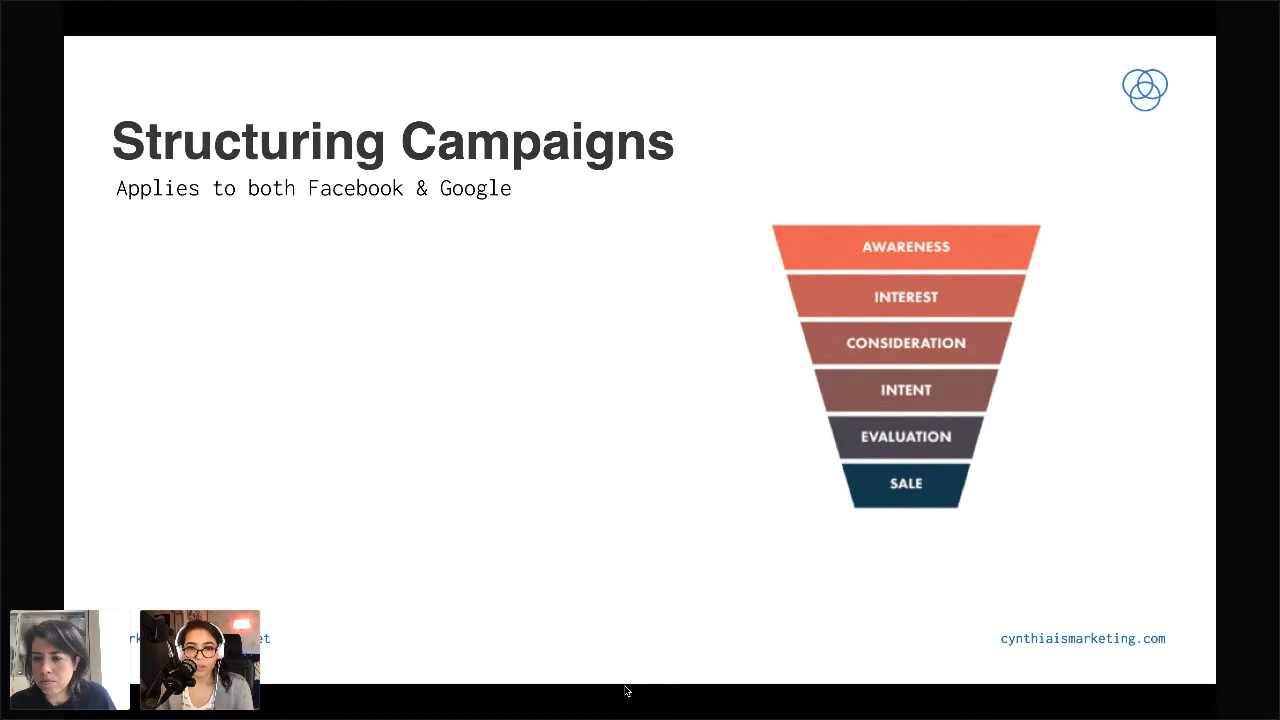 Structuring Campaigns
Applies to both Facebook & Google
AWARENESS
INTEREST
CONSIDERATION
INTENT
EVALUATION
SALE
cynthiaismarketing.com